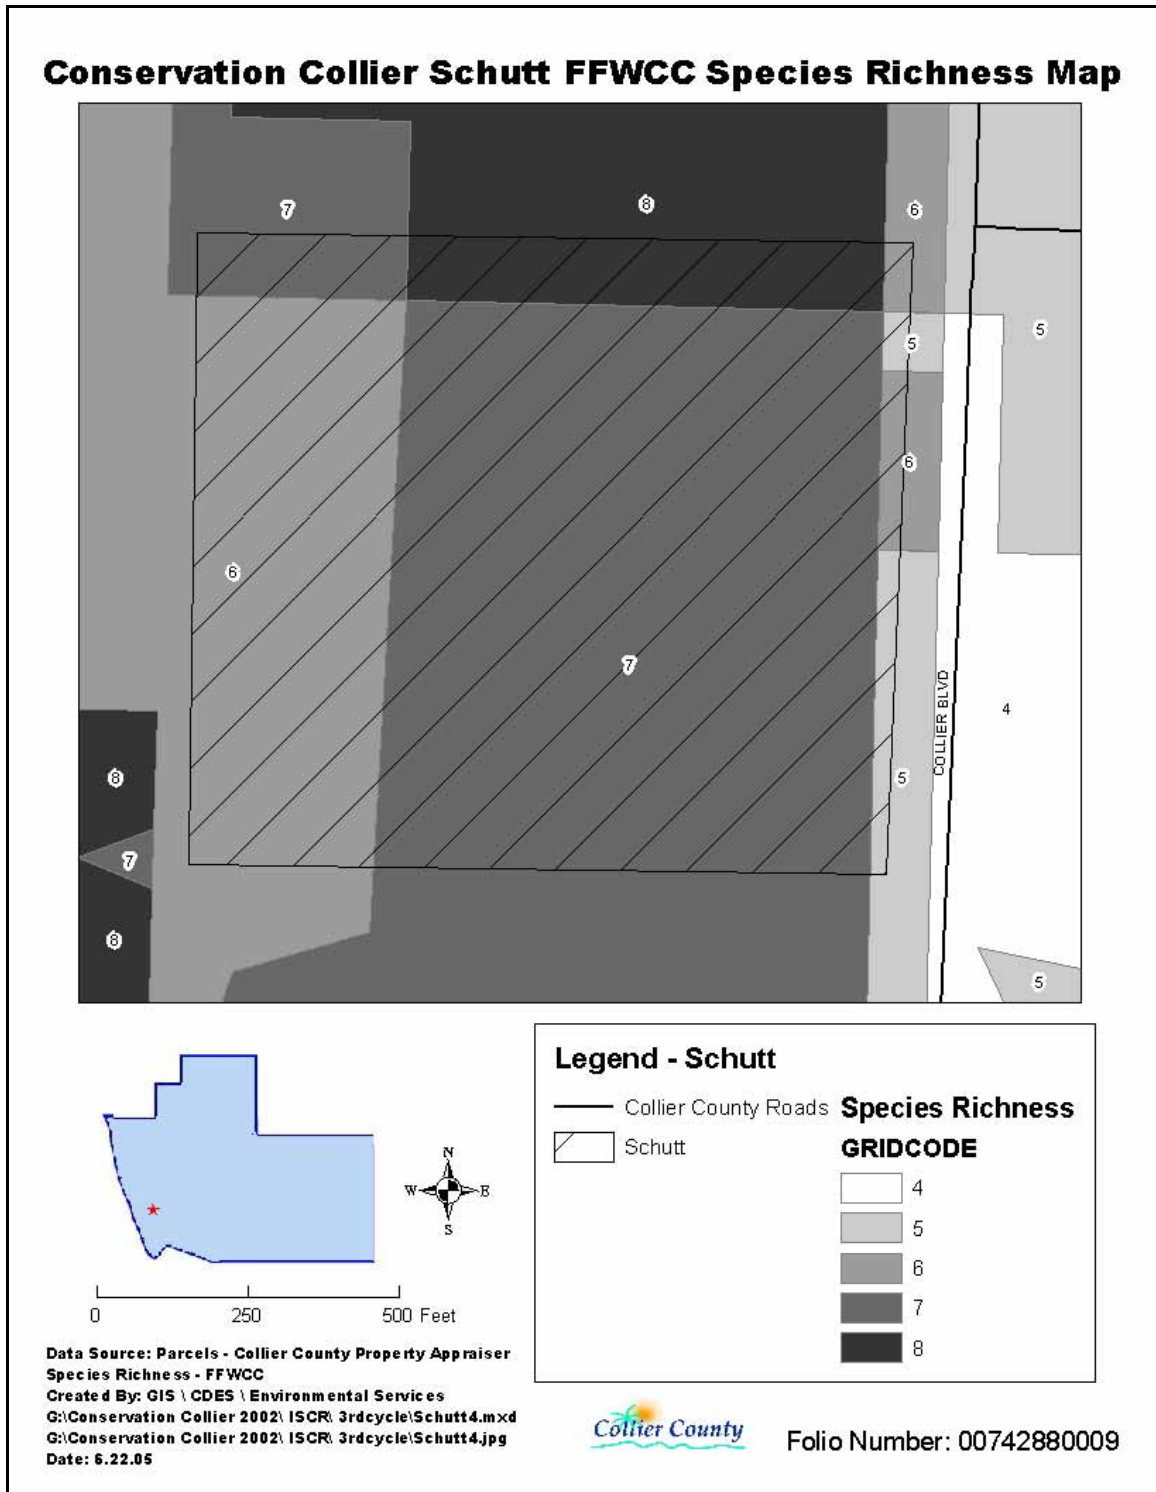 Conservation Collier Schutt FFWCC Species Richness Map
7
8
6
5
5
6
6
7
COLLIER BLVD
4
8
5
7
8
5
Legend - Schutt
Collier County Roads
Schutt
Species Richness
GRIDCODE
4
5
6
7
8
N
W E
S
0 250 500 Feet
Data Source: Parcels - Collier County Property Appraiser
Species Richness - FFWCC
Created By: GIS \ CDES \ Environmental Services
G:\Conservation Collier 2002\ ISCR\ 3rdcycle\Schutt4.mxd
G:\Conservation Collier 2002\ ISCR\ 3rdcycle\Schutt4.jpg
Date: 6.22.05
Collier County
Folio Number: 00742880009